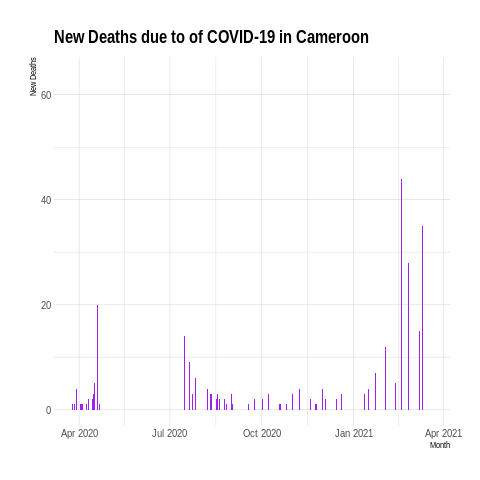 New Deaths due to of COVID-19 in Cameroon
New Deaths
60
40
20
0
Apr 2020 Jul 2020 Oct 2020 Jan 2021 Apr 2021
Month